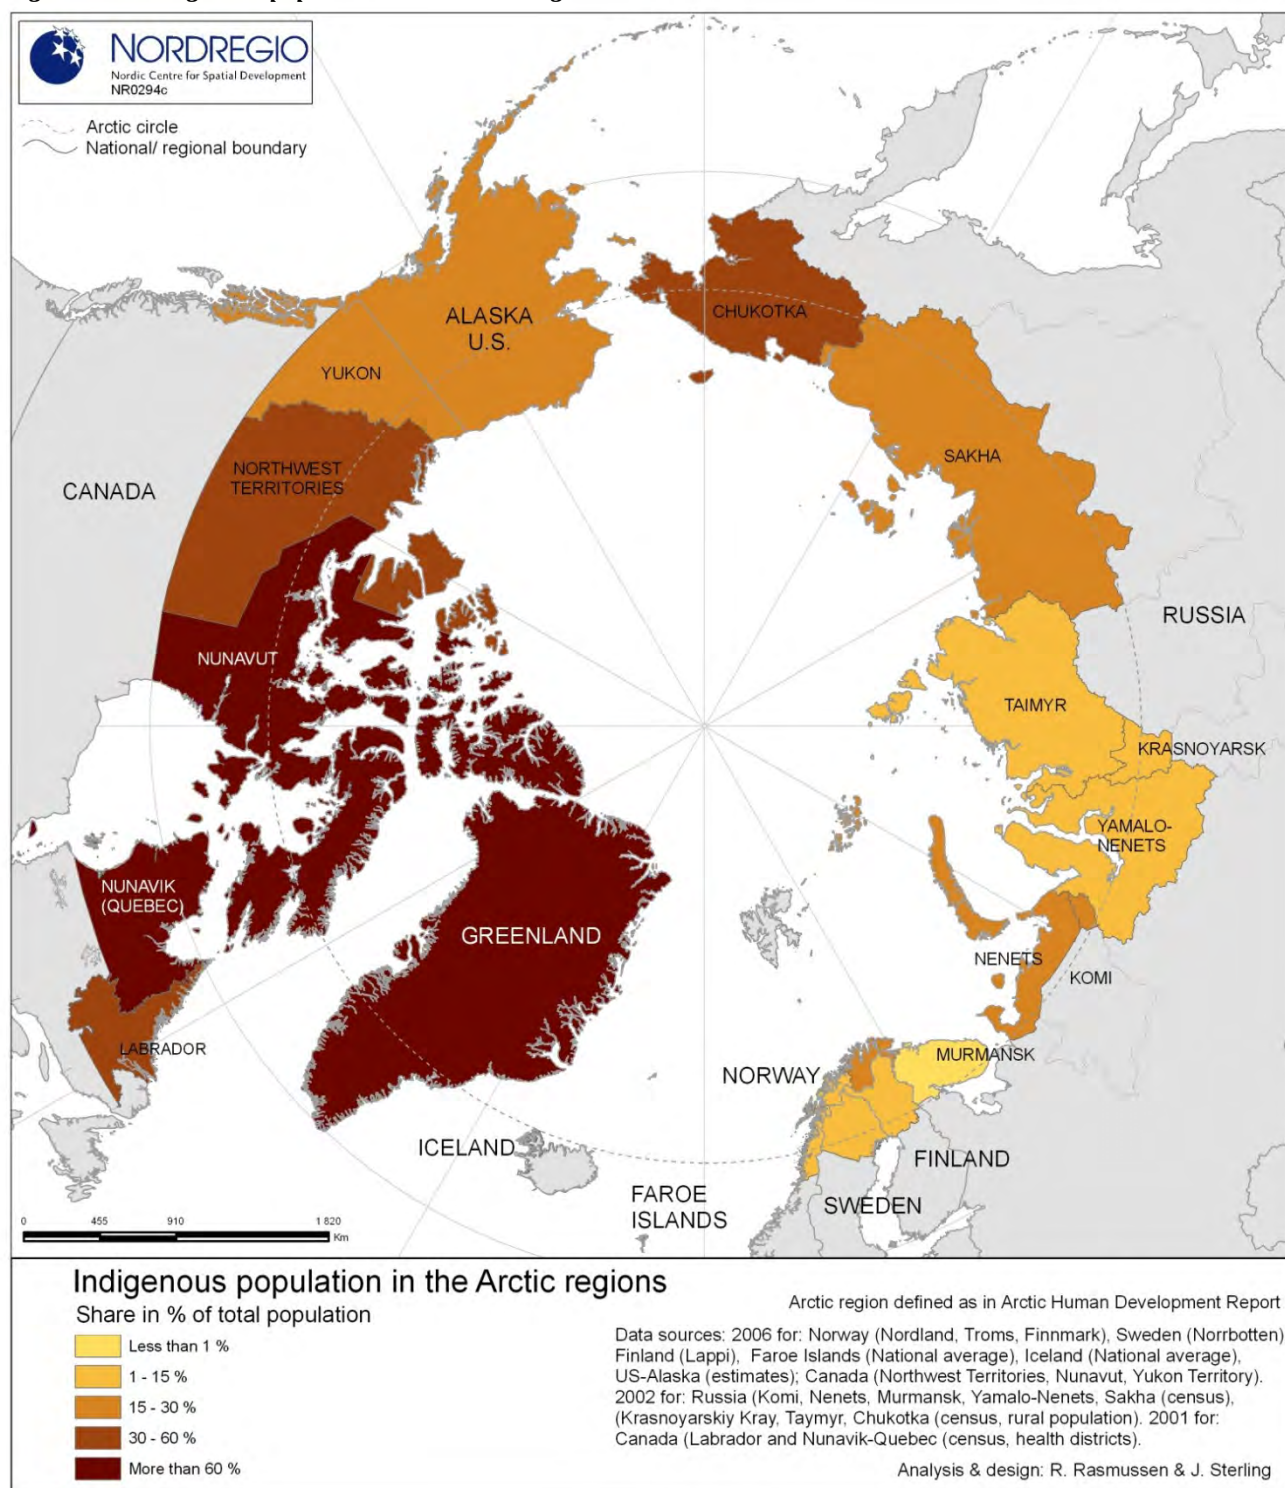 NORDREGIO
Nordic Centre for Spatial Development
NR0294c
Arctic circle
National/ regional boundary
ALASKA
U.S.
YUKON
CHUKOTKA
NORTHWEST
TERRITORIES
CANADA
SAKHA
RUSSIA
NUNAVUT
TAIMYR
KRASNOYARSK
YAMALO-
NENETS
NUNAVIK
(QUEBEC)
GREENLAND
NENETS
KOMI
LABRADOR
MURMANSK
NORWAY
ICELAND
FINLAND
FAROE
ISLANDS
SWEDEN
0 455 910 1 820
Km
Indigenous population in the Arctic regions
Share in % of total population
Less than 1 %
1 - 15 %
15 - 30 %
30 - 60 %
More than 60 %
Arctic region defined as in Arctic Human Development Report
Data sources: 2006 for: Norway (Nordland, Troms, Finnmark), Sweden (Norrbotten)
Finland (Lappi), Faroe Islands (National average), Iceland (National average),
US-Alaska (estimates); Canada (Northwest Territories, Nunavut, Yukon Territory).
2002 for: Russia (Komi, Nenets, Murmansk, Yamalo-Nenets, Sakha (census),
(Krasnoyarskiy Kray, Taymyr, Chukotka (census, rural population). 2001 for:
Canada (Labrador and Nunavik-Quebec (census, health districts).
Analysis & design: R. Rasmussen & J. Sterling